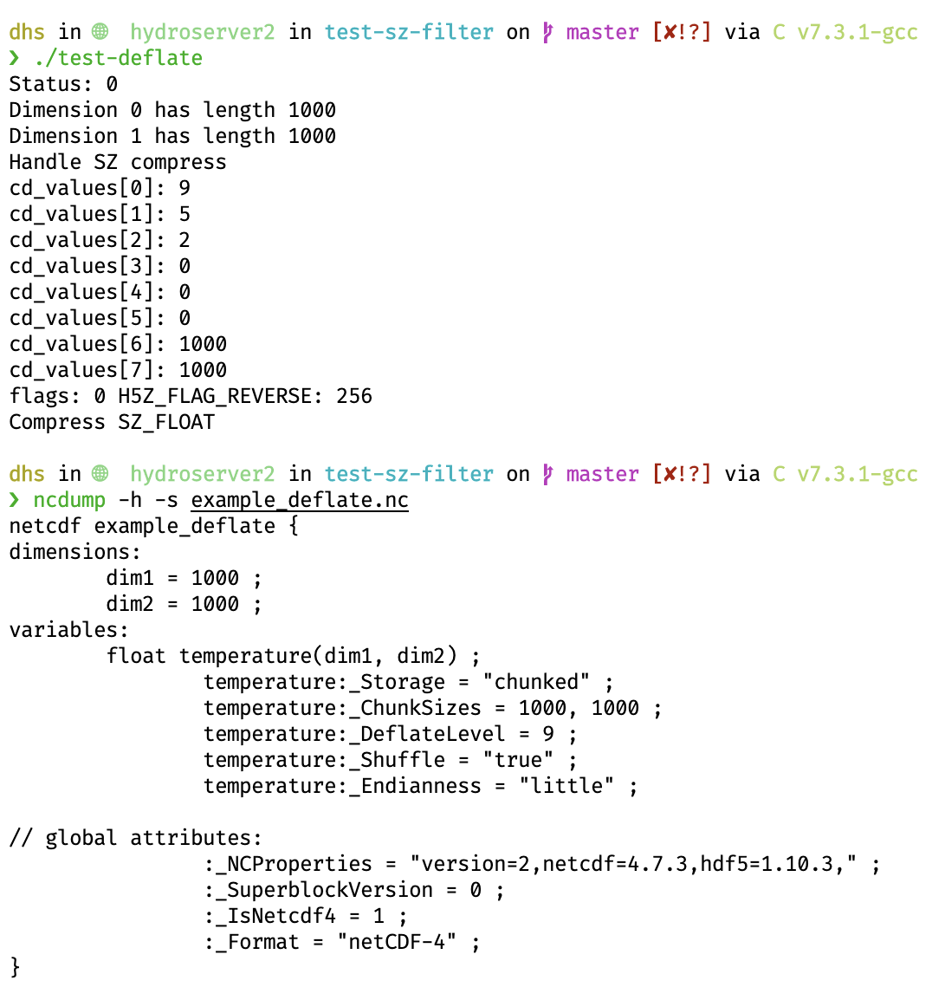 dhs in 🌐 hydroserver2 in test-sz-filter on master [✘!?] via C v7.3.1-gcc
❯ ./test-deflate
Status: 0
Dimension 0 has length 1000
Dimension 1 has length 1000
Handle SZ compress
cd_values[0]: 9
cd_values[1]: 5
cd_values[2]: 2
cd_values[3]: 0
cd_values[4]: 0
cd_values[5]: 0
cd_values[6]: 1000
cd_values[7]: 1000
flags: 0 H5Z_FLAG_REVERSE: 256
Compress SZ_FLOAT
dhs in 🌐 hydroserver2 in test-sz-filter on master [✘!?] via C v7.3.1-gcc
❯ ncdump -h -s example_deflate.nc
netcdf example_deflate {
dimensions:
        dim1 = 1000 ;
        dim2 = 1000 ;
variables:
        float temperature(dim1, dim2) ;
                temperature:_Storage = "chunked" ;
                temperature:_ChunkSizes = 1000, 1000 ;
                temperature:_DeflateLevel = 9 ;
                temperature:_Shuffle = "true" ;
                temperature:_Endianness = "little" ;
// global attributes:
                :_NCProperties = "version=2,netcdf=4.7.3,hdf5=1.10.3," ;
                :_SuperblockVersion = 0 ;
                :_IsNetcdf4 = 1 ;
                :_Format = "netCDF-4" ;
}